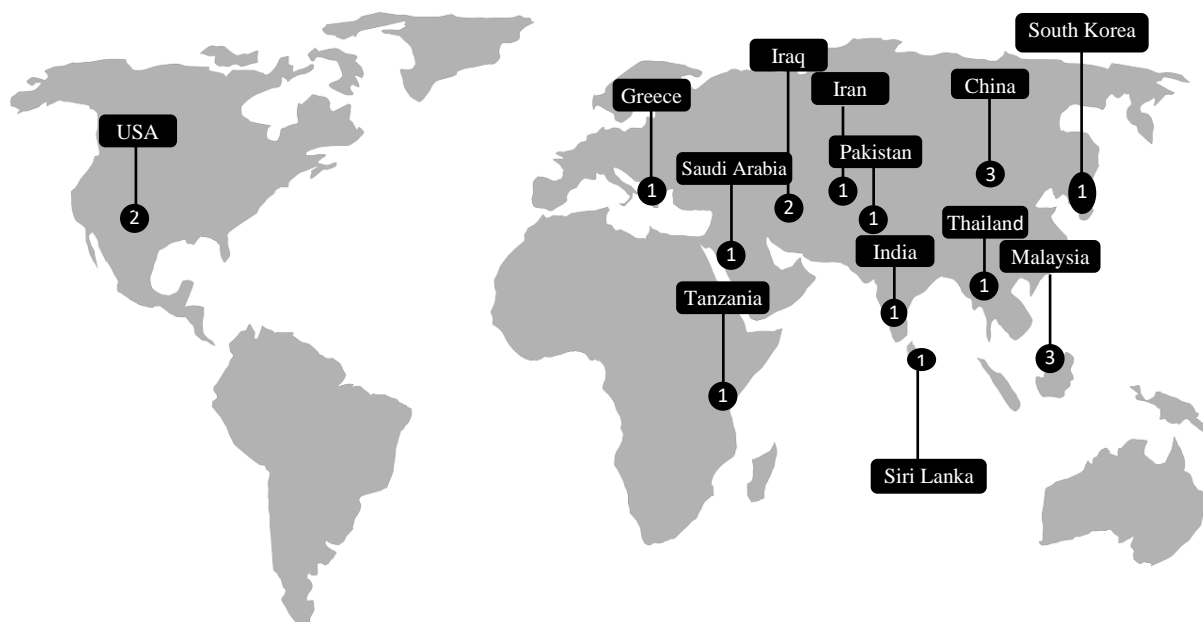 South Korea
Iraq
Greece
Iran
China
USA
Pakistan
Saudi Arabia
3
1
1
1
2
2
1
Thailand
India
Malaysia
1
1
Tanzania
1
3
1
1
Siri Lanka